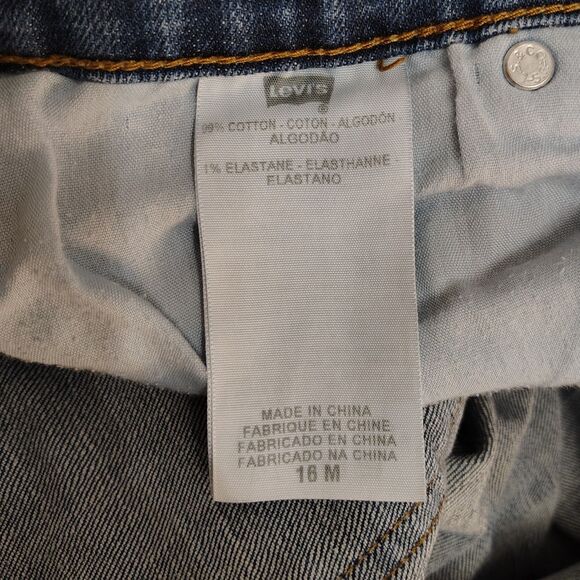 Levi's
®
99% COTTON - COTON - ALGODÓN
ALGODÃO
1% ELASTANE - ELASTHANNE -
ELASTANO
MADE IN CHINA
FABRIQUE EN CHINE
FABRICADO EN CHINA
FABRICADO NA CHINA
16 M